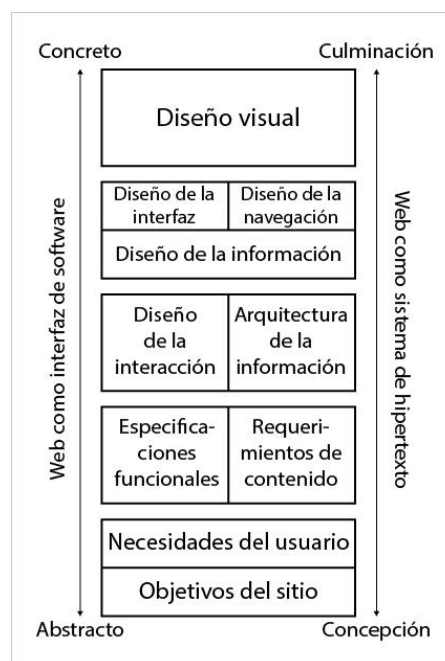 Concreto
Culminación
Diseño visual
Diseño de la
interfaz
Diseño de la
navegación
Diseño de la información
Diseño
de la
interacción
Arquitectura
de la
información
Especifica-
ciones
funcionales
Requeri-
mientos de
contenido
Necesidades del usuario
Objetivos del sitio
Web como interfaz de software
Web como sistema de hipertexto
Abstracto
Concepción